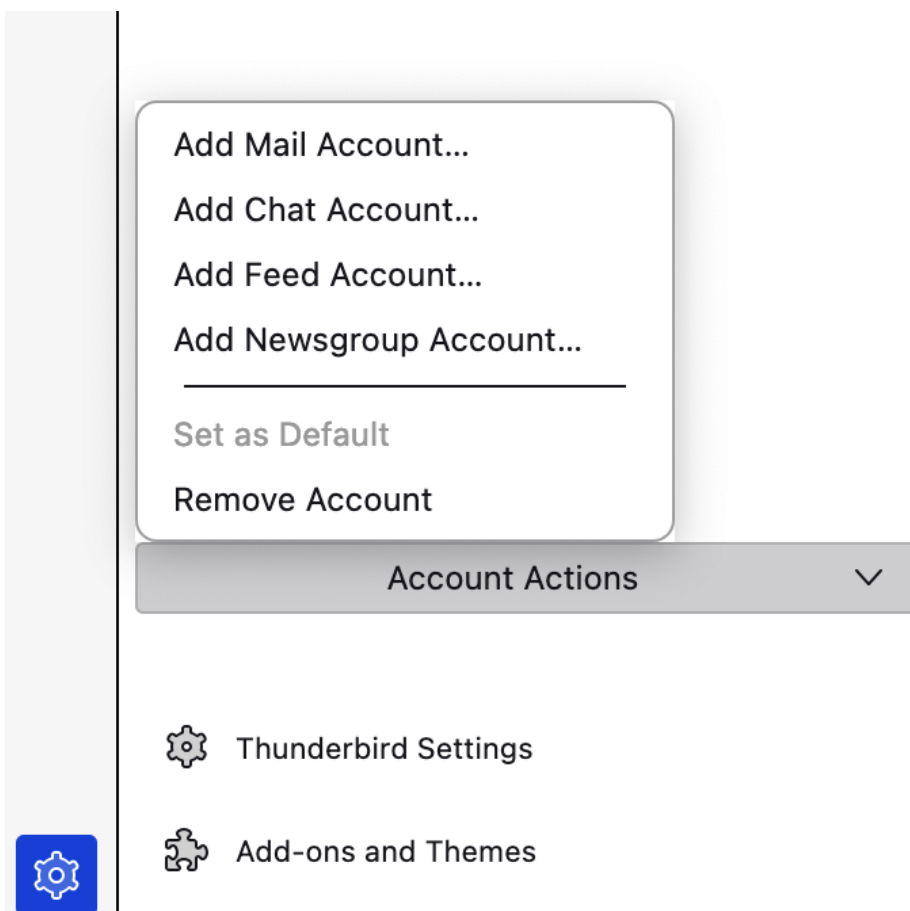 Add Mail Account...
Add Chat Account...
Add Feed Account...
Add Newsgroup Account...
Set as Default
Remove Account
Account Actions
Thunderbird Settings
Add-ons and Themes